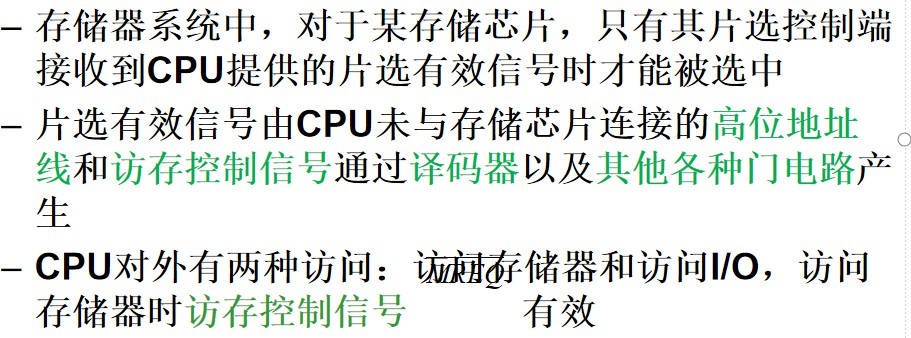 – 存储器系统中，对于某存储芯片，只有其片选控制端
接收到CPU提供的片选有效信号时才能被选中
– 片选有效信号由CPU未与存储芯片连接的高位地址
线和访存控制信号通过译码器以及其他各种门电路产
生
– CPU对外有两种访问：访问存储器和访问I/O，访问
MREQ
存储器时访存控制信号 有效